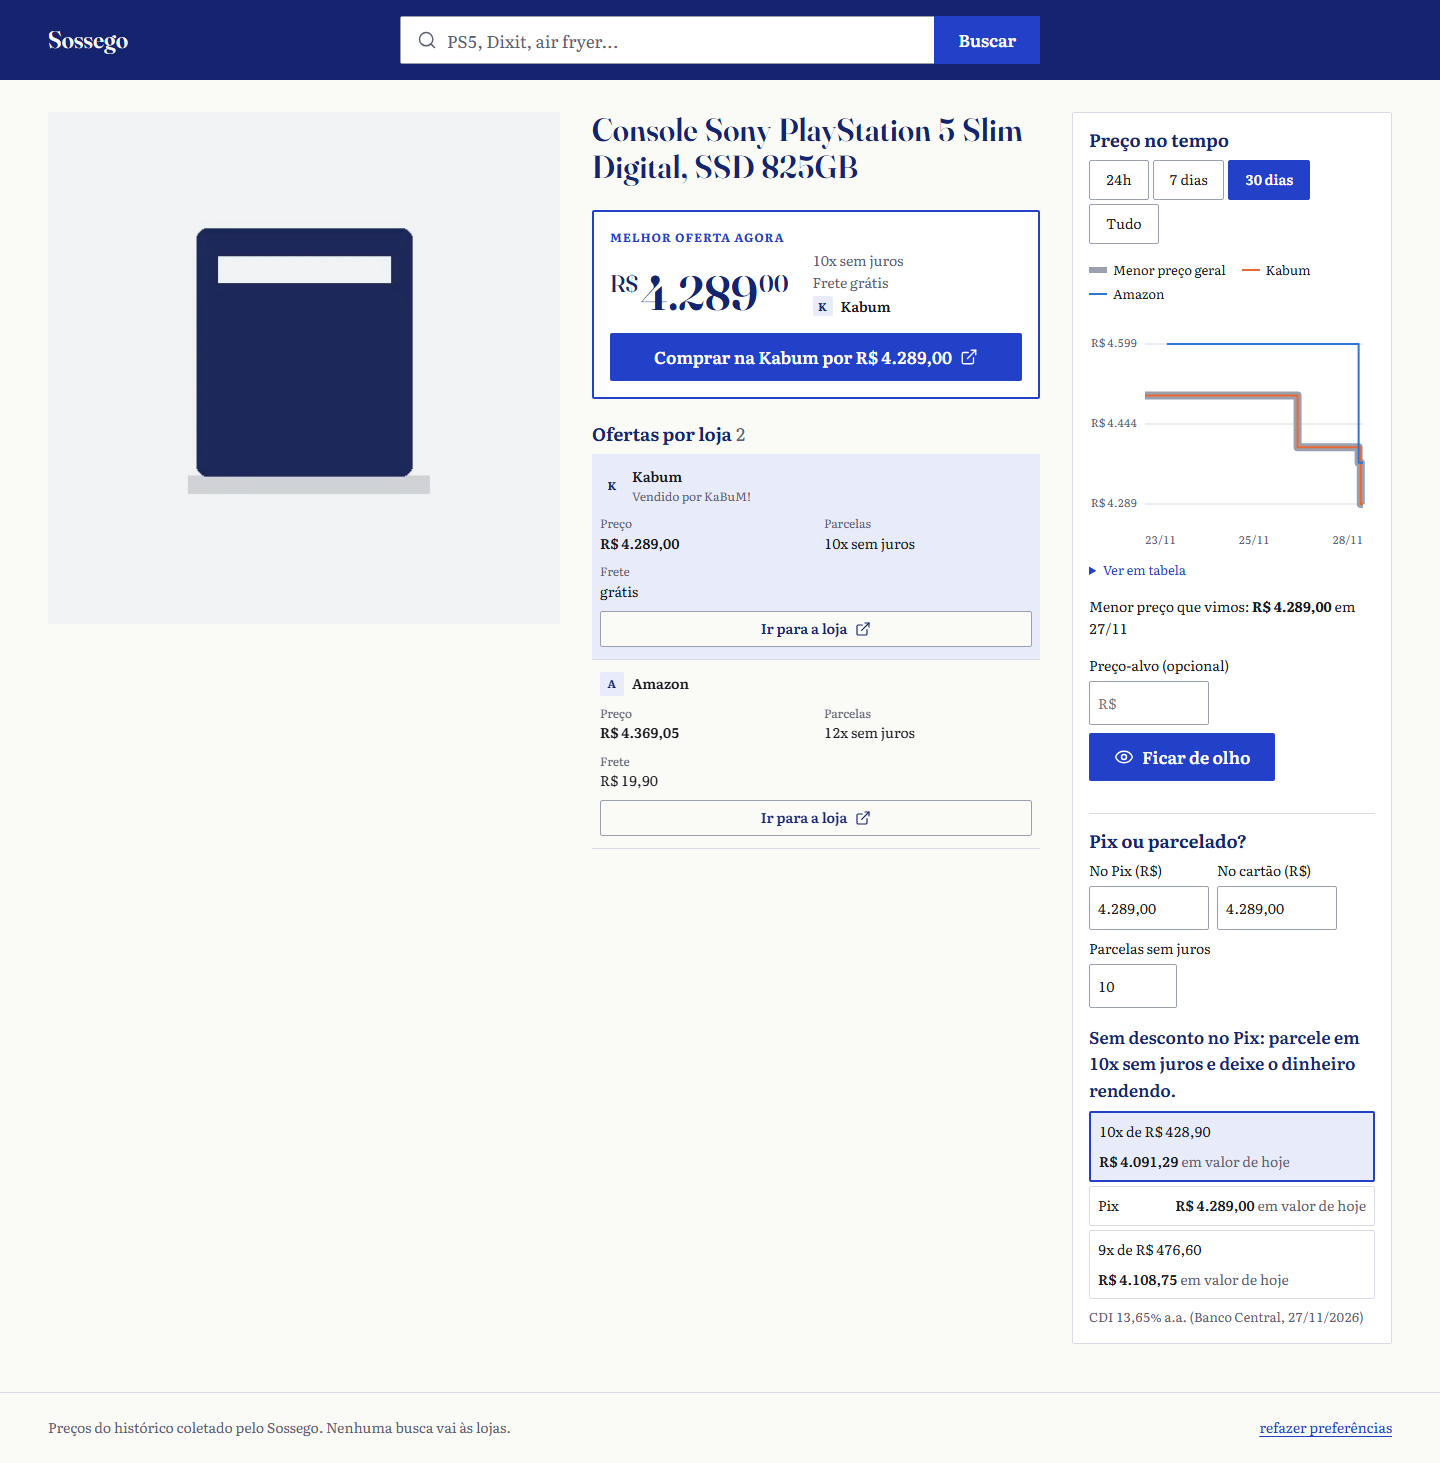 Sossego
PS5, Dixit, air fryer...
Buscar
Console Sony PlayStation 5 Slim
Digital, SSD 825GB
MELHOR OFERTA AGORA
R$ 4.28900
10x sem juros
Frete grátis
K Kabum
Comprar na Kabum por R$ 4.289,00
Ofertas por loja 2
K
Kabum
Vendido por KaBuM!
Preço
Parcelas
R$ 4.289,00
10x sem juros
Frete
grátis
Ir para a loja
A Amazon
Preço
Parcelas
R$ 4.369,05
12x sem juros
Frete
R$ 19,90
Ir para a loja
Preço no tempo
24h
7 dias
30 dias
Tudo
Menor preço geral
Kabum
Amazon
R$ 4.599
R$ 4.444
R$ 4.289
23/11
25/11
28/11
Ver em tabela
Menor preço que vimos: R$ 4.289,00 em
27/11
Preço-alvo (opcional)
R$
Ficar de olho
Pix ou parcelado?
No Pix (R$)
No cartão (R$)
4.289,00
4.289,00
Parcelas sem juros
10
Sem desconto no Pix: parcele em
10x sem juros e deixe o dinheiro
rendendo.
10x de R$ 428,90
R$ 4.091,29 em valor de hoje
Pix
R$ 4.289,00 em valor de hoje
9x de R$ 476,60
R$ 4.108,75 em valor de hoje
CDI 13,65% a.a. (Banco Central, 27/11/2026)
Preços do histórico coletado pelo Sossego. Nenhuma busca vai às lojas.
refazer preferências